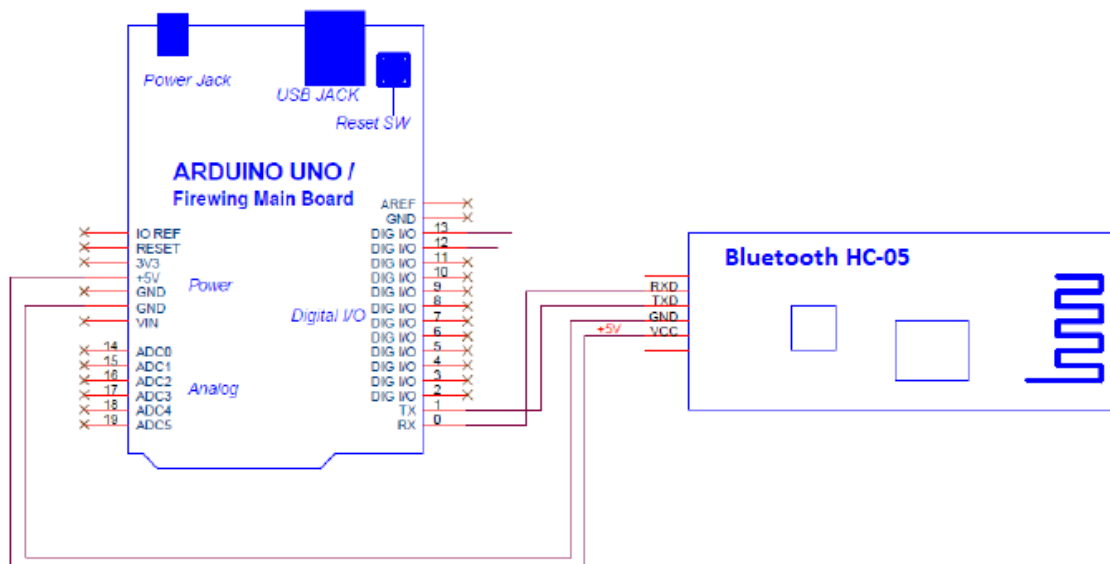 Power Jack
USB JACK
Reset SW
ARDUINO UNO /
Firewing Main Board
AREF
GND
IO REF
RESET
3V3
+5V
GND
GND
VIN
Power
14 ADC0
15 ADC1
16 ADC2
17 ADC3
18 ADC4
19 ADC5
Analog
Digital I/O
DIG I/O 13
DIG I/O 12
DIG I/O 11
DIG I/O 10
DIG I/O 9
DIG I/O 8
DIG I/O 7
DIG I/O 6
DIG I/O 5
DIG I/O 4
DIG I/O 3
DIG I/O 2
TX 1
RX 0
Bluetooth HC-05
RXD
TXD
GND
+5V VCC